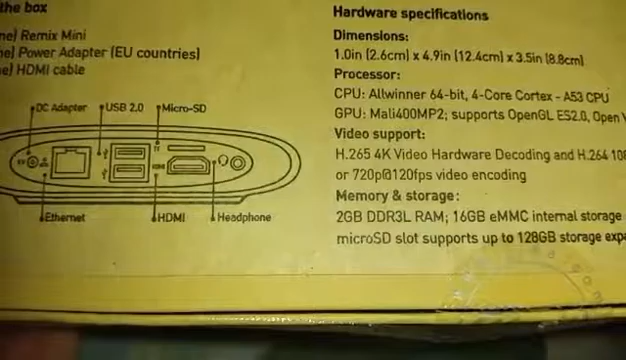 the box
Remix Mini
Power Adapter (EU countries)
HDMI cable
DC Adapter
USB 2.0
Micro-SD
Ethernet
HDMI
Headphone
Hardware specifications
Dimensions:
1.0in (2.6cm) x 4.9in (12.4cm) x 3.5in (8.8cm)
Processor:
CPU: Allwinner 64-bit, 4-Core Cortex - A53 CPU
GPU: Mali400MP2; supports OpenGL ES2.0, Open
Video support:
H.265 4K Video Hardware Decoding and H.264
or 720p@120fps video encoding
Memory & storage:
2GB DDR3L RAM; 16GB eMMC internal storage
microSD slot supports up to 128GB storage